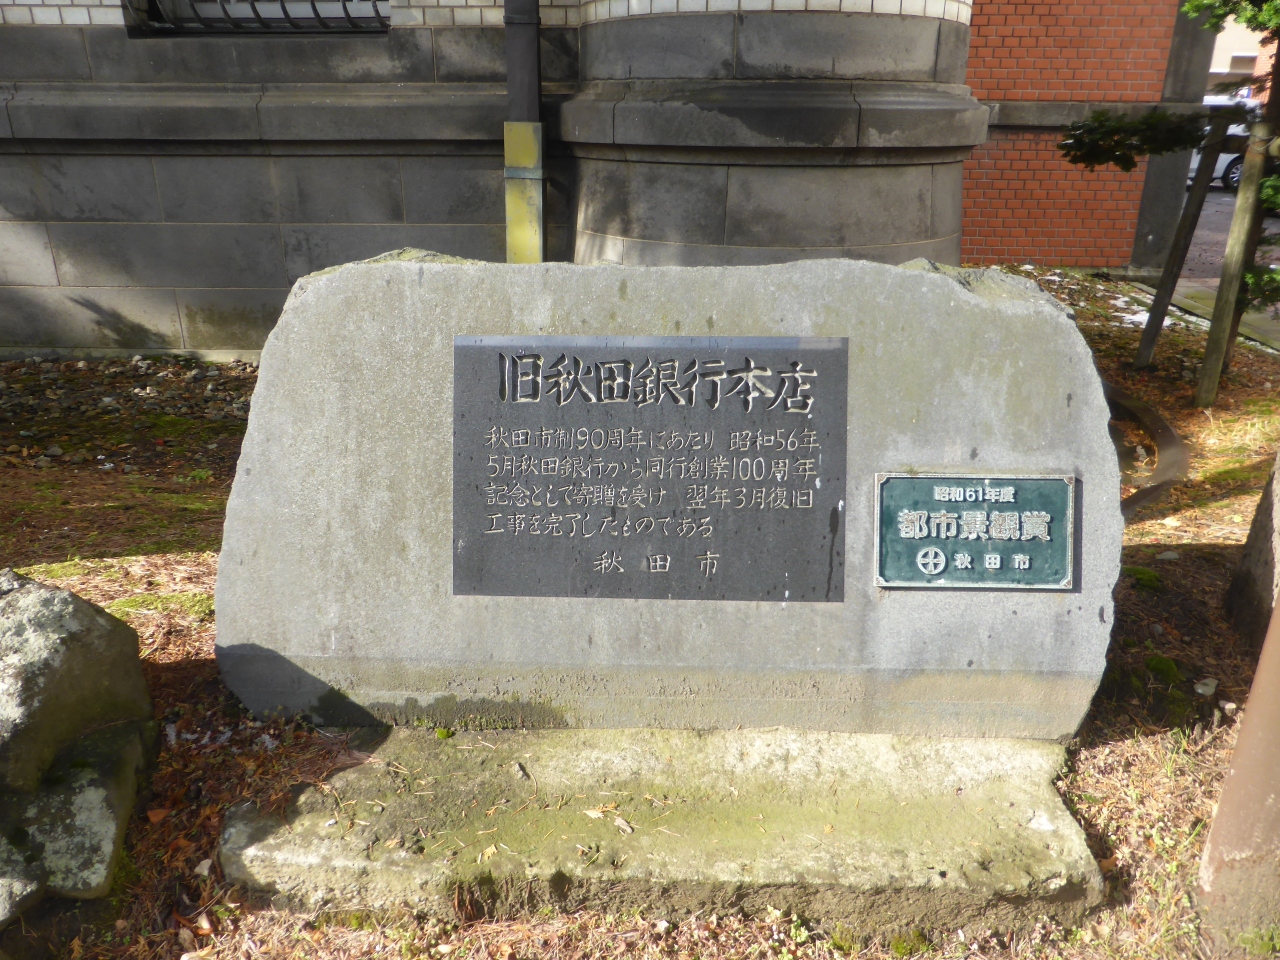 旧秋田銀行本店
秋田市制90周年にあたり 昭和56年
5月秋田銀行から同行創業100周年
記念として寄贈を受け 翌年3月復旧
工事を完了したものである
秋田市
昭和61年度
都市景観賞
秋田市